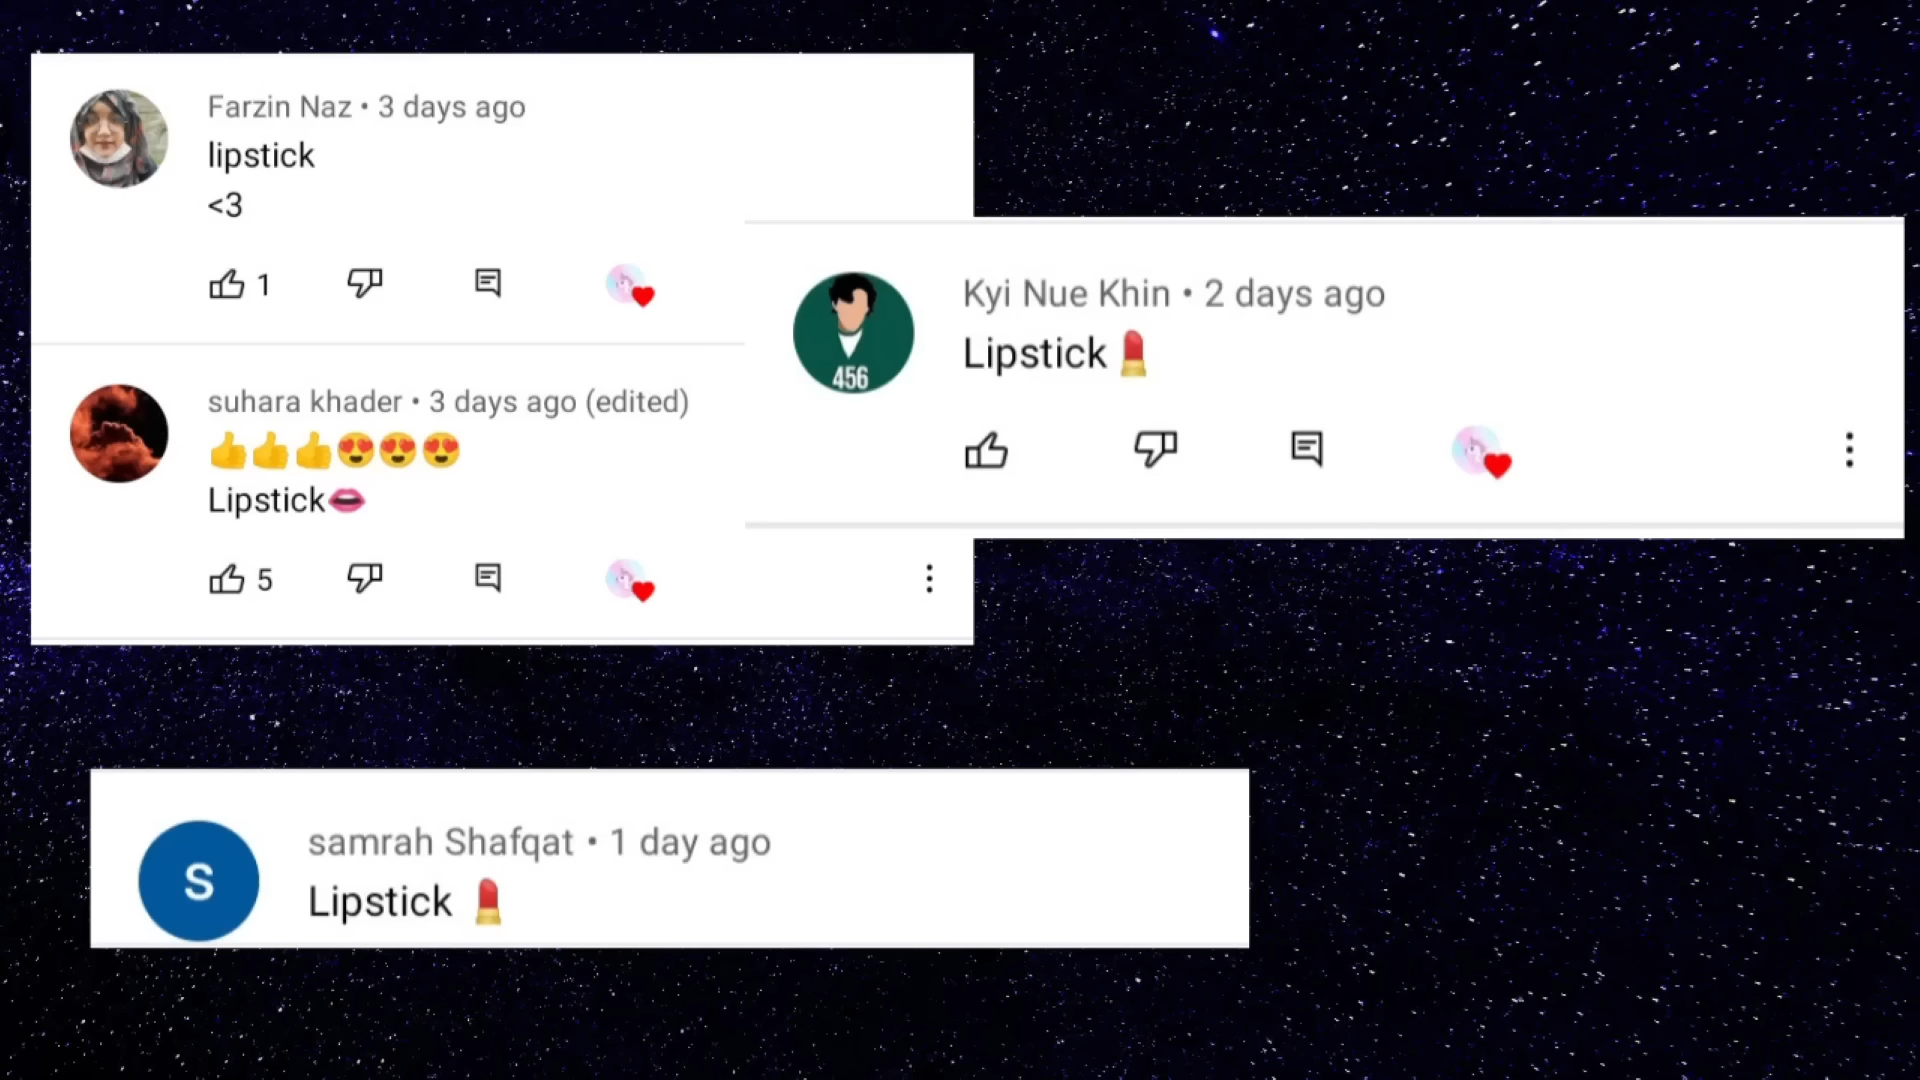 Farzin Naz • 3 days ago
lipstick
<3
1
suhara khader • 3 days ago (edited)
👍👍👍😍😍😍
Lipstick👄
5
Kyi Nue Khin • 2 days ago
Lipstick💄
456
S
samrah Shafqat • 1 day ago
Lipstick 💄